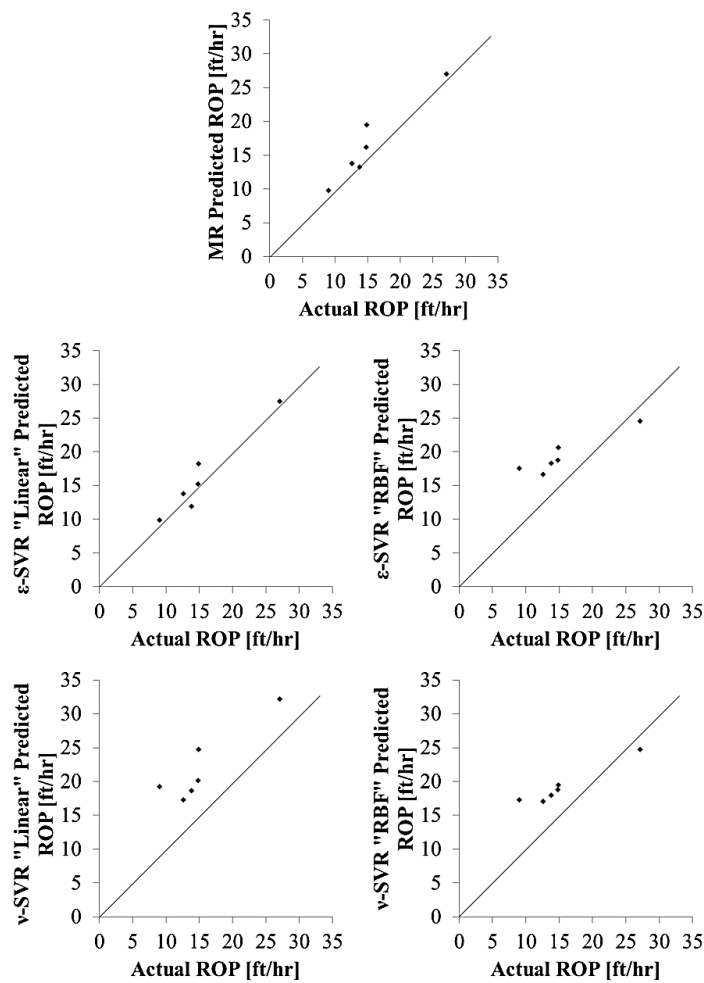 35
30
25
20
15
10
5
0
MR Predicted ROP [ft/hr]
0 5 10 15 20 25 30 35
Actual ROP [ft/hr]
35
30
25
20
15
10
5
0
ε-SVR "Linear" Predicted
ROP [ft/hr]
0 5 10 15 20 25 30 35
Actual ROP [ft/hr]
35
30
25
20
15
10
5
0
ε-SVR "RBF" Predicted
ROP [ft/hr]
0 5 10 15 20 25 30 35
Actual ROP [ft/hr]
35
30
25
20
15
10
5
0
ν-SVR "Linear" Predicted
ROP [ft/hr]
0 5 10 15 20 25 30 35
Actual ROP [ft/hr]
35
30
25
20
15
10
5
0
ν-SVR "RBF" Predicted
ROP [ft/hr]
0 5 10 15 20 25 30 35
Actual ROP [ft/hr]